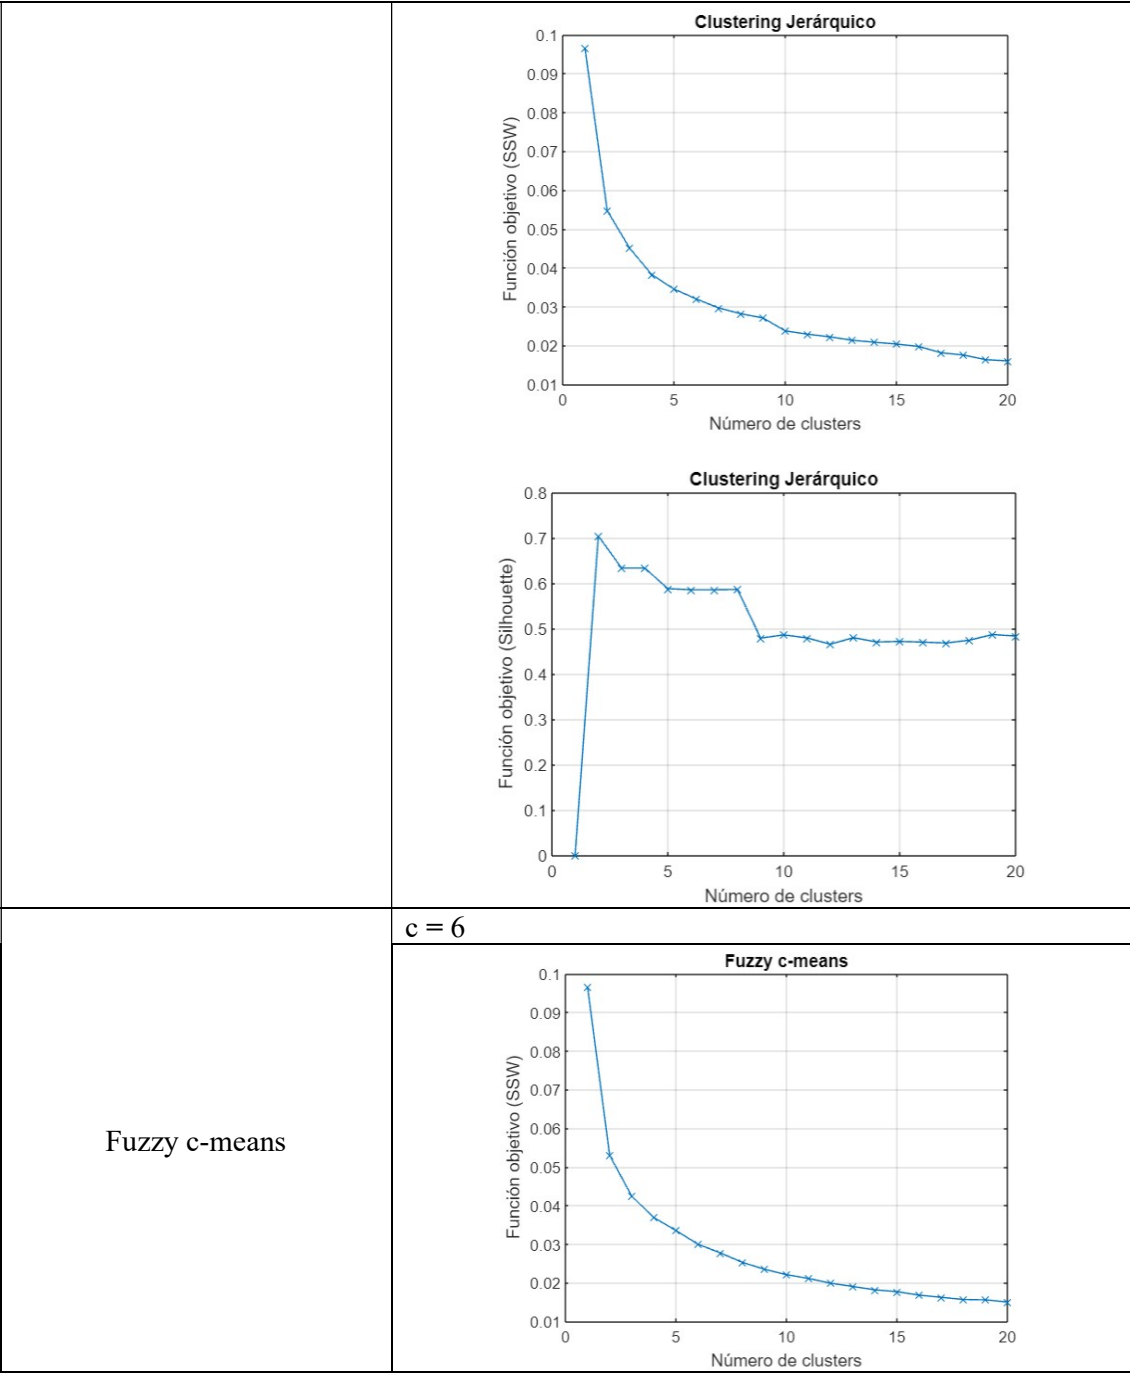 Clustering Jerárquico
Función objetivo (SSW)
0.1
0.09
0.08
0.07
0.06
0.05
0.04
0.03
0.02
0.01
0 5 10 15 20
Número de clusters
Clustering Jerárquico
Función objetivo (Silhouette)
0.8
0.7
0.6
0.5
0.4
0.3
0.2
0.1
0
0 5 10 15 20
Número de clusters
c = 6
Fuzzy c-means
Fuzzy c-means
Función objetivo (SSW)
0.1
0.09
0.08
0.07
0.06
0.05
0.04
0.03
0.02
0.01
0 5 10 15 20
Número de clusters